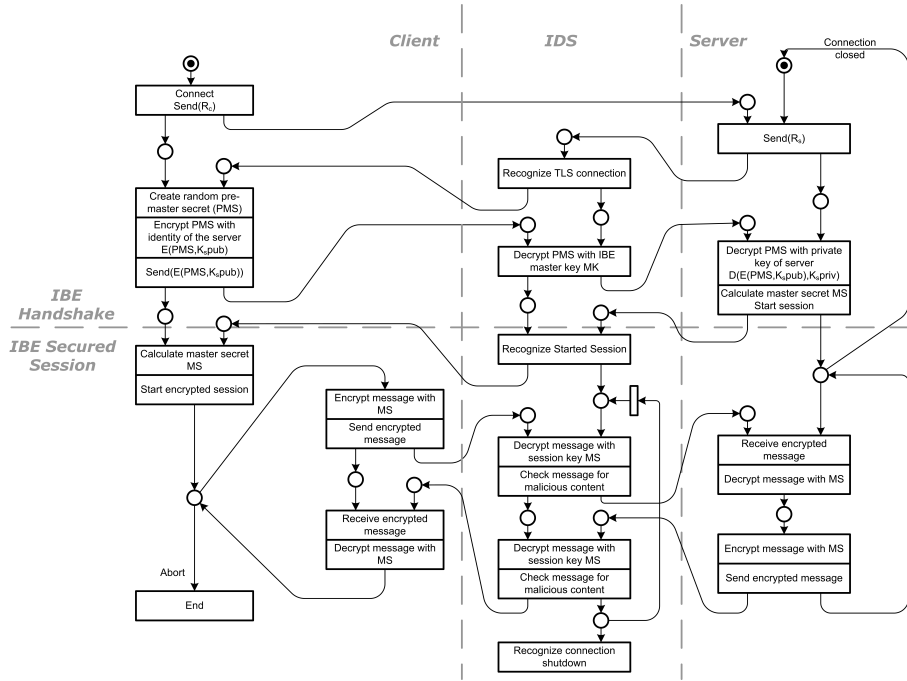 Client
IDS
Server
Connection
closed
Connect
Send(Rc)
Send(Rs)
Recognize TLS connection
Create random pre-
master secret (PMS)
Encrypt PMS with
identity of the server
E(PMS,Kspub)
Send(E(PMS,Kspub))
Decrypt PMS with IBE
master key MK
Decrypt PMS with private
key of server
D(E(PMS,Kspub),Kspriv)
Calculate master secret MS
Start session
IBE
Handshake
IBE Secured
Session
Recognize Started Session
Calculate master secret
MS
Start encrypted session
Encrypt message with
MS
Send encrypted
message
Decrypt message with
session key MS
Check message for
malicious content
Receive encrypted
message
Decrypt message with MS
Receive encrypted
message
Decrypt message with
MS
Decrypt message with
session key MS
Check message for
malicious content
Encrypt message with MS
Send encrypted message
Abort
End
Recognize connection
shutdown